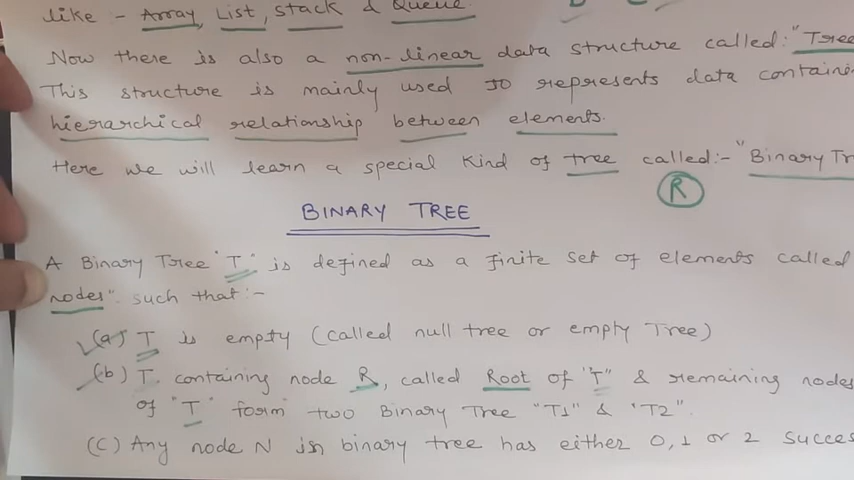 like :- Array, List, Stack & Queue
Now there is also a non-linear data structure called:- "Tree
This structure is mainly used to represents data containi
hierarchical relationship between elements.
Here we will learn a special kind of tree called:- "Binary Tr
R
BINARY TREE
A Binary Tree "T" is defined as a finite set of elements called
nodes". such that :-
(a) T is empty (called null tree or empty Tree)
(b) T containing node R, called Root of "T" & remaining nodes
of "T" form two Binary Tree "T1" & "T2".
(C) Any node N in binary tree has either 0, 1 or 2 succes